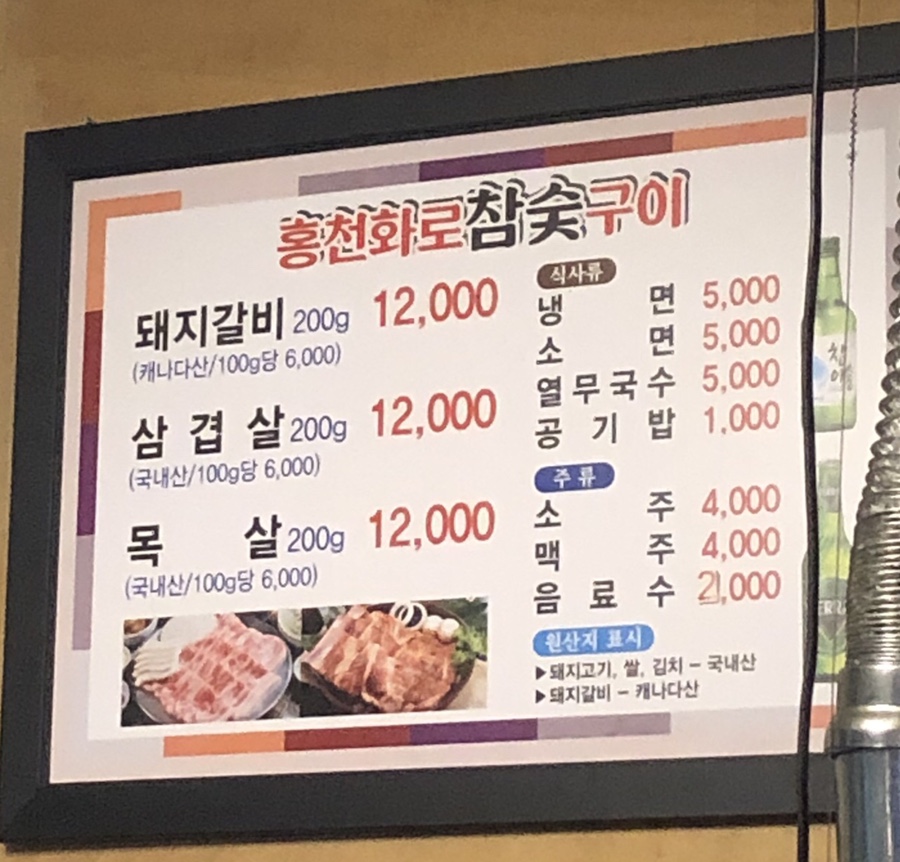 홍천화로참숯구이
돼지갈비 200g 12,000
(캐나다산/100g당 6,000)
삼겹살 200g 12,000
(국내산/100g당 6,000)
목살 200g 12,000
(국내산/100g당 6,000)
식사류
냉면 5,000
소면 5,000
열무국수 5,000
공기밥 1,000
주류
소주 4,000
맥주 4,000
음료수 2,000
원산지 표시
▶돼지고기, 쌀, 김치 - 국내산
▶돼지갈비 - 캐나다산